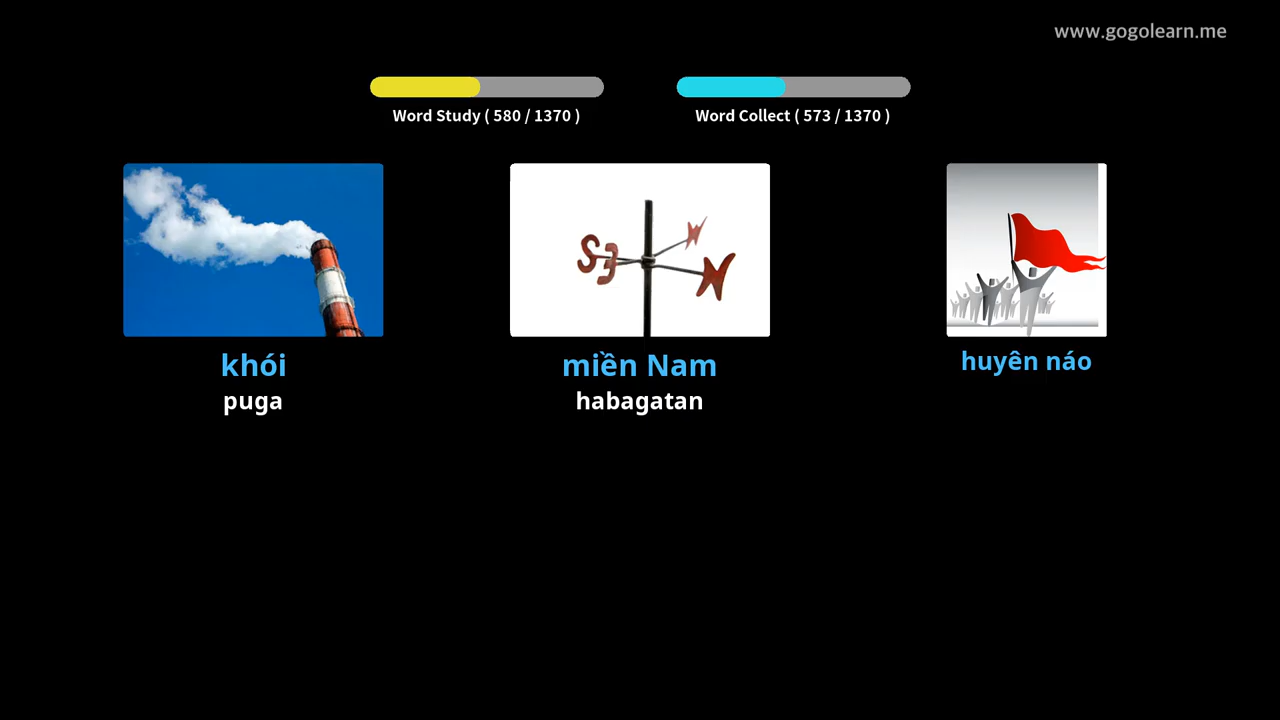 www.gogolearn.me
Word Study ( 580 / 1370 )
Word Collect ( 573 / 1370 )
S
khói
puga
miền Nam
habagatan
huyên náo